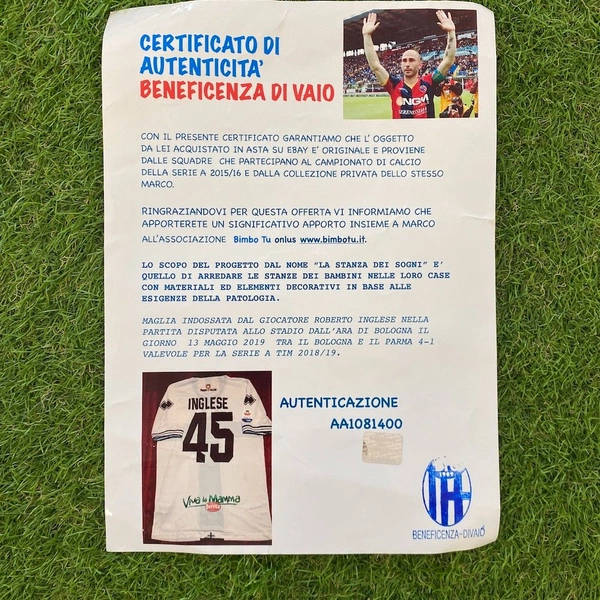 CERTIFICATO DI
AUTENTICITA'
BENEFICENZA DI VAIO
NGM
CON IL PRESENTE CERTIFICATO GARANTIAMO CHE L' OGGETTO
DA LEI ACQUISTATO IN ASTA SU EBAY E' ORIGINALE E PROVIENE
DALLE SQUADRE CHE PARTECIPANO AL CAMPIONATO DI CALCIO
DELLA SERIE A 2015/16 E DALLA COLLEZIONE PRIVATA DELLO STESSO
MARCO.
RINGRAZIANDOVI PER QUESTA OFFERTA VI INFORMIAMO CHE
APPORTERETE UN SIGNIFICATIVO APPORTO INSIEME A MARCO
ALL'ASSOCIAZIONE Bimbo Tu onlus www.bimbotu.it.
LO SCOPO DEL PROGETTO DAL NOME "LA STANZA DEI SOGNI" E'
QUELLO DI ARREDARE LE STANZE DEI BAMBINI NELLE LORO CASE
CON MATERIALI ED ELEMENTI DECORATIVI IN BASE ALLE
ESIGENZE DELLA PATOLOGIA.
MAGLIA INDOSSATA DAL GIOCATORE ROBERTO INGLESE NELLA
PARTITA DISPUTATA ALLO STADIO DALL'ARA DI BOLOGNA IL
GIORNO 13 MAGGIO 2019 TRA IL BOLOGNA E IL PARMA 4-1
VALEVOLE PER LA SERIE A TIM 2018/19.
INGLESE
45
Viva la Mamma
AUTENTICAZIONE
AA1081400
BENEFICENZA-DIVAIO